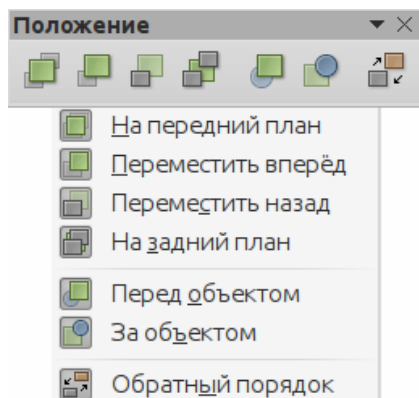 Положение
На передний план
Переместить вперёд
Переместить назад
На задний план
Перед объектом
За объектом
Обратный порядок